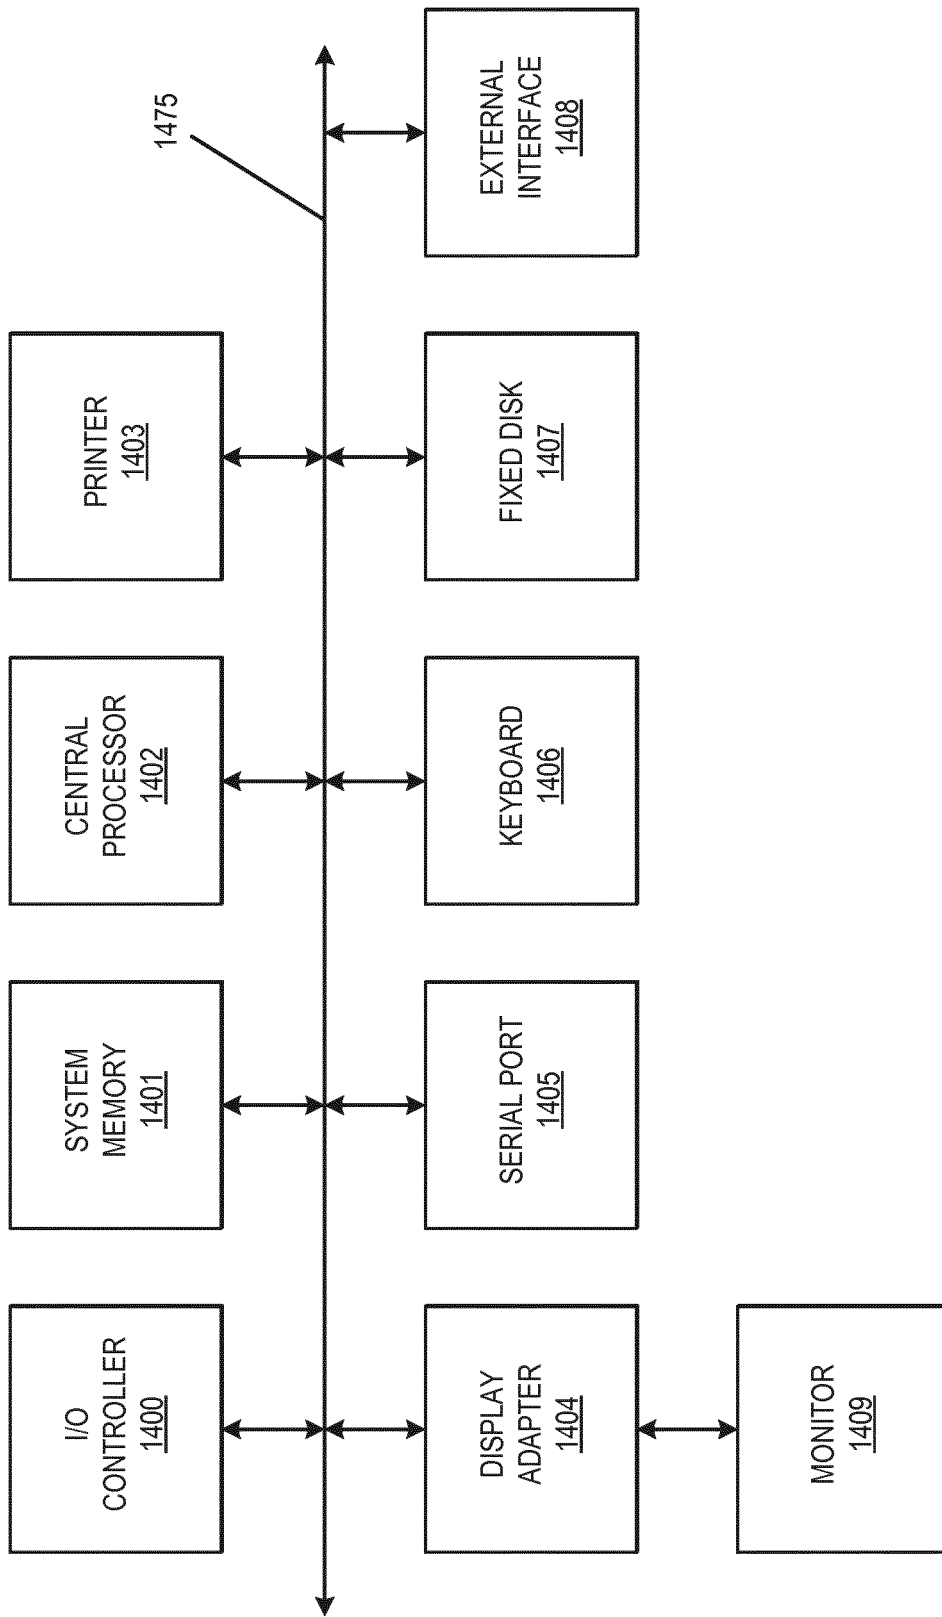 I/O
CONTROLLER
1400
SYSTEM
MEMORY
1401
CENTRAL
PROCESSOR
1402
PRINTER
1403
1475
DISPLAY
ADAPTER
1404
SERIAL PORT
1405
KEYBOARD
1406
FIXED DISK
1407
EXTERNAL
INTERFACE
1408
MONITOR
1409